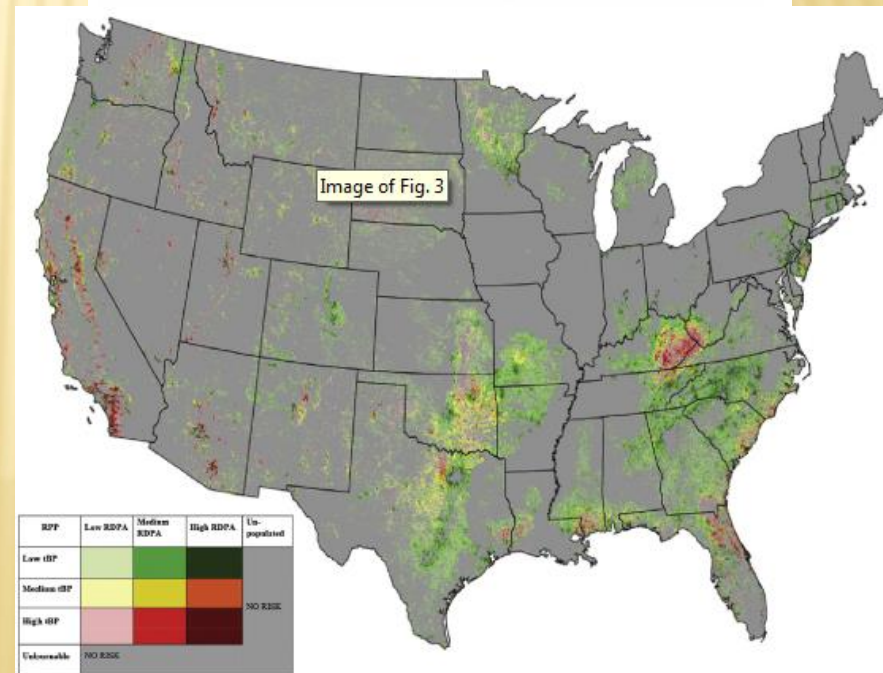 Image of Fig. 3
RPP Low RDPA Medium RDPA High RDPA Un-populated
Low tBP
Medium tBP NO RISK
High tBP
Unburnable NO RISK